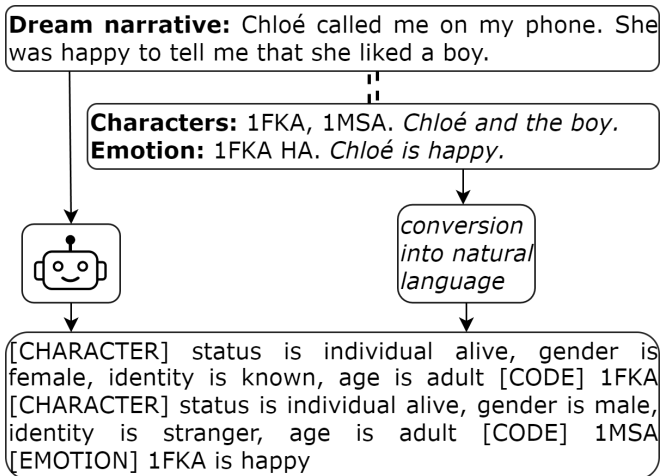 Dream narrative: Chloé called me on my phone. She
was happy to tell me that she liked a boy.
Characters: 1FKA, 1MSA. Chloé and the boy.
Emotion: 1FKA HA. Chloé is happy.
conversion
into natural
language
[CHARACTER] status is individual alive, gender is
female, identity is known, age is adult [CODE] 1FKA
[CHARACTER] status is individual alive, gender is male,
identity is stranger, age is adult [CODE] 1MSA
[EMOTION] 1FKA is happy